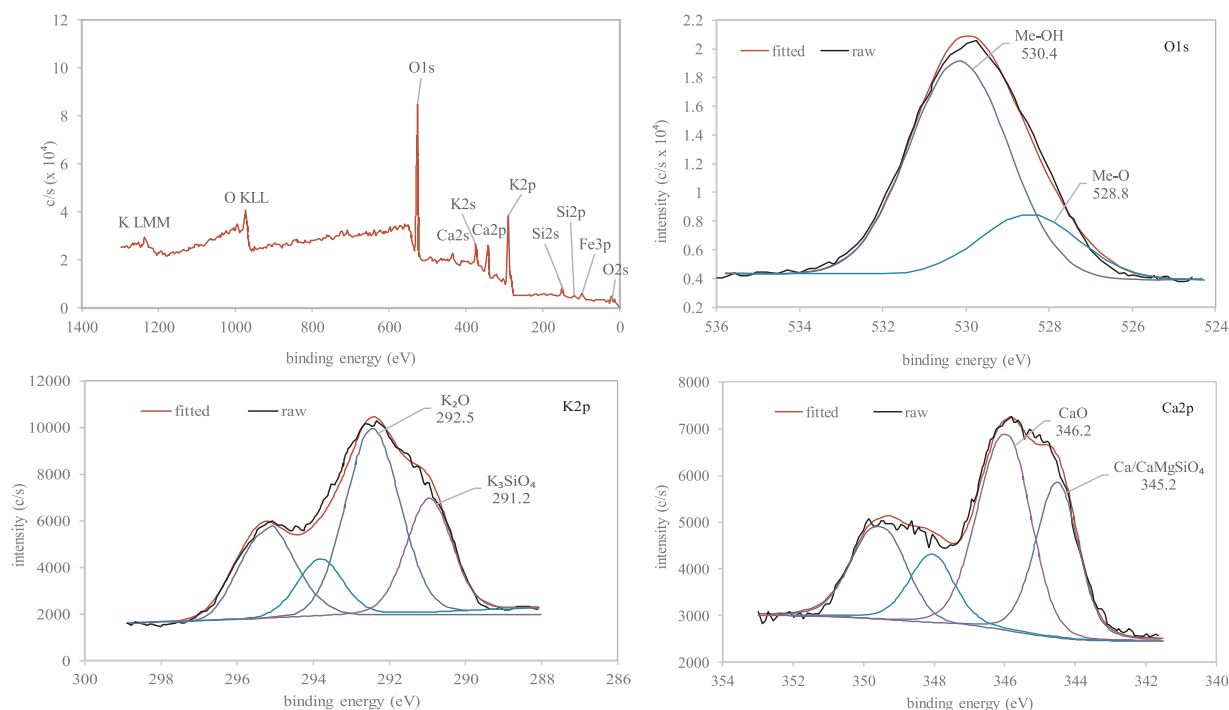 12
10
8
6
4
2
0
c/s (x 10⁴)
O1s
O KLL
K LMM
K2p
K2s
Ca2p
Ca2s
Si2p
Si2s
Fe3p
O2s
1400 1200 1000 800 600 400 200 0
binding energy (eV)
2.2
2
1.8
1.6
1.4
1.2
1
0.8
0.6
0.4
0.2
intensity (c/s x 10⁴)
fitted raw
O1s
Me-OH
530.4
Me-O
528.8
536 534 532 530 528 526 524
binding energy (eV)
12000
10000
8000
6000
4000
2000
0
intensity (c/s)
fitted raw
K2p
K₂O
292.5
K₃SiO₄
291.2
300 298 296 294 292 290 288 286
binding energy (eV)
8000
7000
6000
5000
4000
3000
2000
intensity (c/s)
fitted raw
Ca2p
CaO
346.2
Ca/CaMgSiO₄
345.2
354 352 350 348 346 344 342 340
binding energy (eV)